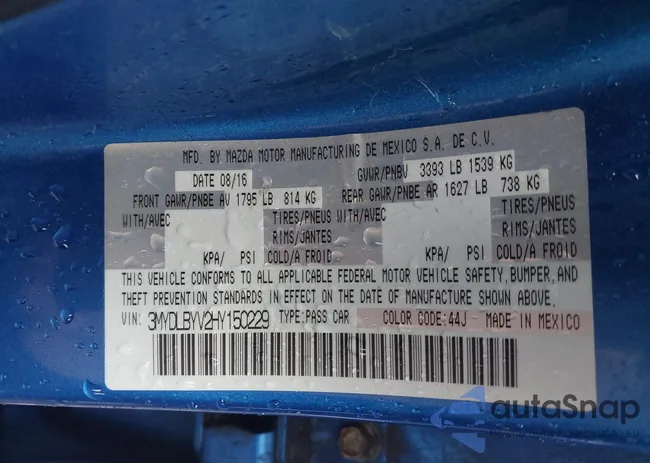 MFD. BY MAZDA MOTOR MANUFACTURING DE MEXICO S.A. DE C.V.
DATE 08/16 GVWR/PNBV 3393 LB 1539 KG
FRONT GAWR/PNBE AV 1795 LB 814 KG REAR GAWR/PNBE AR 1627 LB 738 KG
WITH/AVEC TIRES/PNEUS WITH/AVEC TIRES/PNEUS
RIMS/JANTES RIMS/JANTES
KPA/ PSI COLD/A FROID KPA/ PSI COLD/A FROID
THIS VEHICLE CONFORMS TO ALL APPLICABLE FEDERAL MOTOR VEHICLE SAFETY, BUMPER, AND
THEFT PREVENTION STANDARDS IN EFFECT ON THE DATE OF MANUFACTURE SHOWN ABOVE.
VIN: 3MYDLBYV2HY150229 TYPE:PASS CAR COLOR CODE:44J MADE IN MEXICO
autaSnap